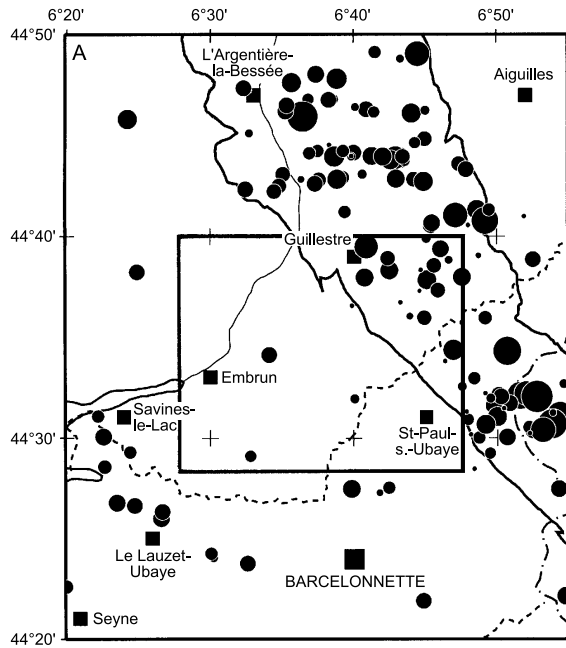 6°20' 6°30' 6°40' 6°50'
44°50'
A
L'Argentière-
la-Bessée
Aiguilles
44°40'
Guillestre
Embrun
Savines-
le-Lac
St-Paul-
s.-Ubaye
44°30'
Le Lauzet-
Ubaye
BARCELONNETTE
Seyne
44°20'